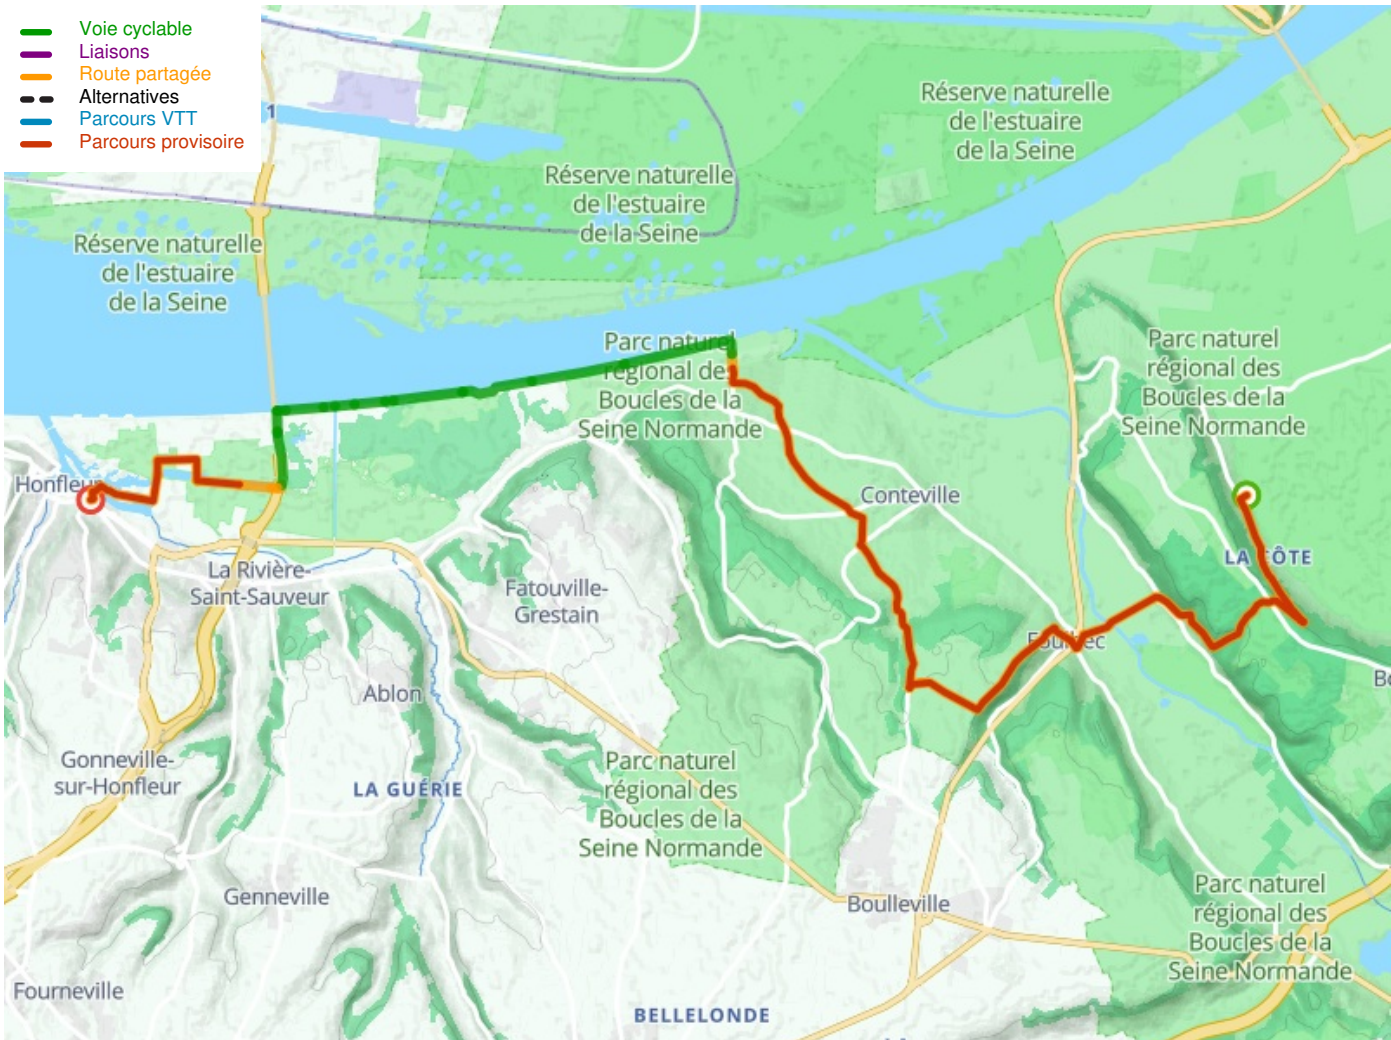 Voie cyclable
Liaisons
Route partagée
Alternatives
Parcours VTT
Parcours provisoire
1
Réserve naturelle
de l'estuaire
de la Seine
Réserve naturelle
de l'estuaire
de la Seine
Réserve naturelle
de l'estuaire
de la Seine
Parc naturel
régional des
Boucles de la
Seine Normande
Parc naturel
régional des
Boucles de la
Seine Normande
Honfleur
Conteville
LA CÔTE
La Rivière-
Saint-Sauveur
Fatouville-
Grestain
Foulbec
Ablon
Gonneville-
sur-Honfleur
LA GUÉRIE
Parc naturel
régional des
Boucles de la
Seine Normande
Genneville
Boulleville
Parc naturel
régional des
Boucles de la
Seine Normande
Fourneville
BELLELONDE